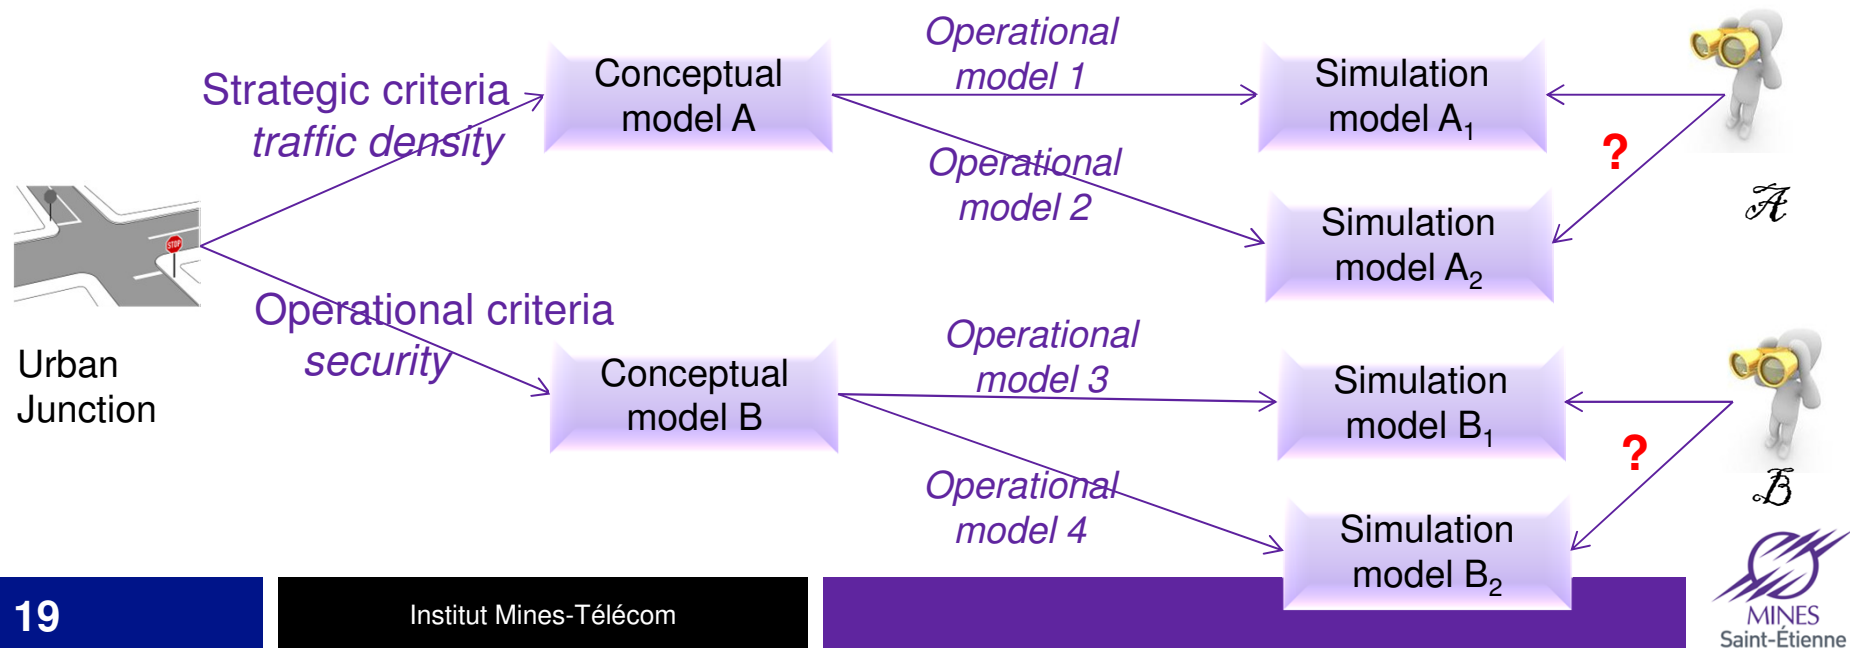 Strategic criteria
traffic density
STOP
Urban
Junction
Operational criteria
security
Conceptual
model A
Conceptual
model B
Operational
model 1
Operational
model 2
Operational
model 3
Operational
model 4
Simulation
model A₁
Simulation
model A₂
Simulation
model B₁
Simulation
model B₂
?
A
?
B
19
Institut Mines-Télécom
MINES
Saint-Étienne